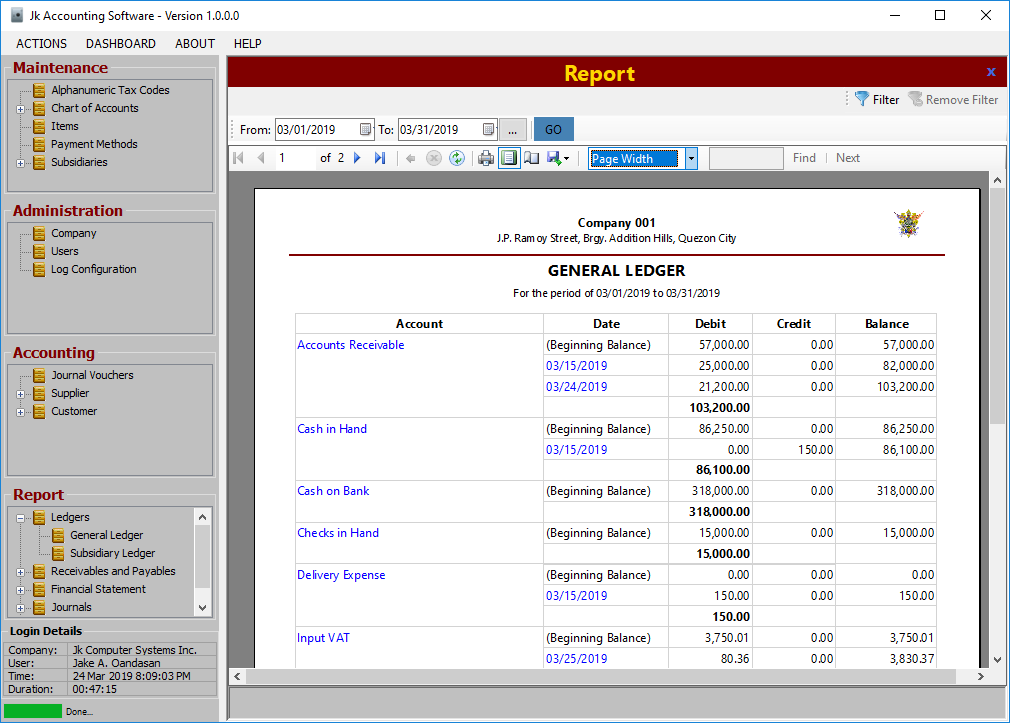 Jk Accounting Software - Version 1.0.0.0
ACTIONS DASHBOARD ABOUT HELP
Maintenance
Alphanumeric Tax Codes
Chart of Accounts
Items
Payment Methods
Subsidiaries
Administration
Company
Users
Log Configuration
Accounting
Journal Vouchers
Supplier
Customer
Report
Ledgers
General Ledger
Subsidiary Ledger
Receivables and Payables
Financial Statement
Journals
Login Details
Company: Jk Computer Systems Inc.
User: Jake A. Oandasan
Time: 24 Mar 2019 8:09:03 PM
Duration: 00:47:15
Done...
Report x
Filter Remove Filter
From: 03/01/2019 To: 03/31/2019 ... GO
1 of 2 Page Width Find Next
Company 001
J.P. Ramoy Street, Brgy. Addition Hills, Quezon City
GENERAL LEDGER
For the period of 03/01/2019 to 03/31/2019
Account Date Debit Credit Balance
Accounts Receivable (Beginning Balance) 57,000.00 0.00 57,000.00
03/15/2019 25,000.00 0.00 82,000.00
03/24/2019 21,200.00 0.00 103,200.00
103,200.00
Cash in Hand (Beginning Balance) 86,250.00 0.00 86,250.00
03/15/2019 0.00 150.00 86,100.00
86,100.00
Cash on Bank (Beginning Balance) 318,000.00 0.00 318,000.00
318,000.00
Checks in Hand (Beginning Balance) 15,000.00 0.00 15,000.00
15,000.00
Delivery Expense (Beginning Balance) 0.00 0.00 0.00
03/15/2019 150.00 0.00 150.00
150.00
Input VAT (Beginning Balance) 3,750.01 0.00 3,750.01
03/25/2019 80.36 0.00 3,830.37